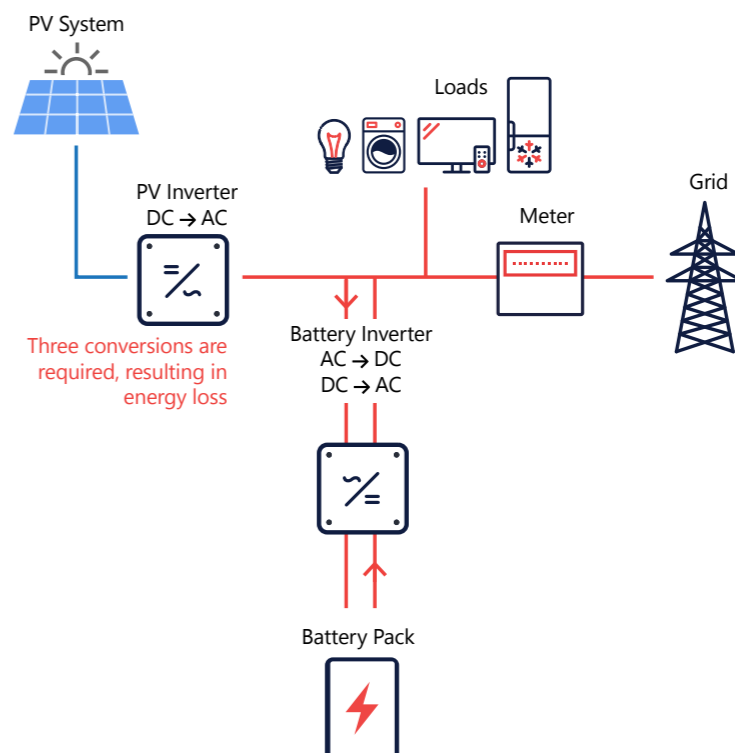 PV System
Loads
Grid
PV Inverter
DC → AC
Meter
Three conversions are
required, resulting in
energy loss
Battery Inverter
AC → DC
DC → AC
Battery Pack